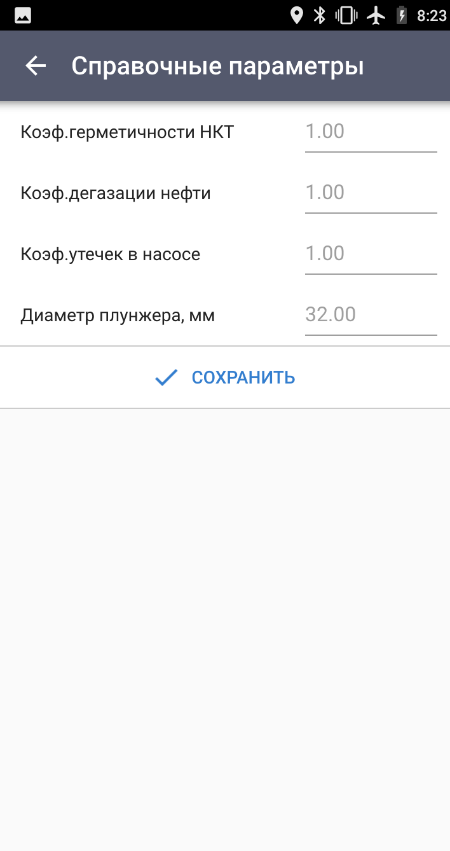 8:23
Справочные параметры
Коэф.герметичности НКТ 1.00
Коэф.дегазации нефти 1.00
Коэф.утечек в насосе 1.00
Диаметр плунжера, мм 32.00
СОХРАНИТЬ